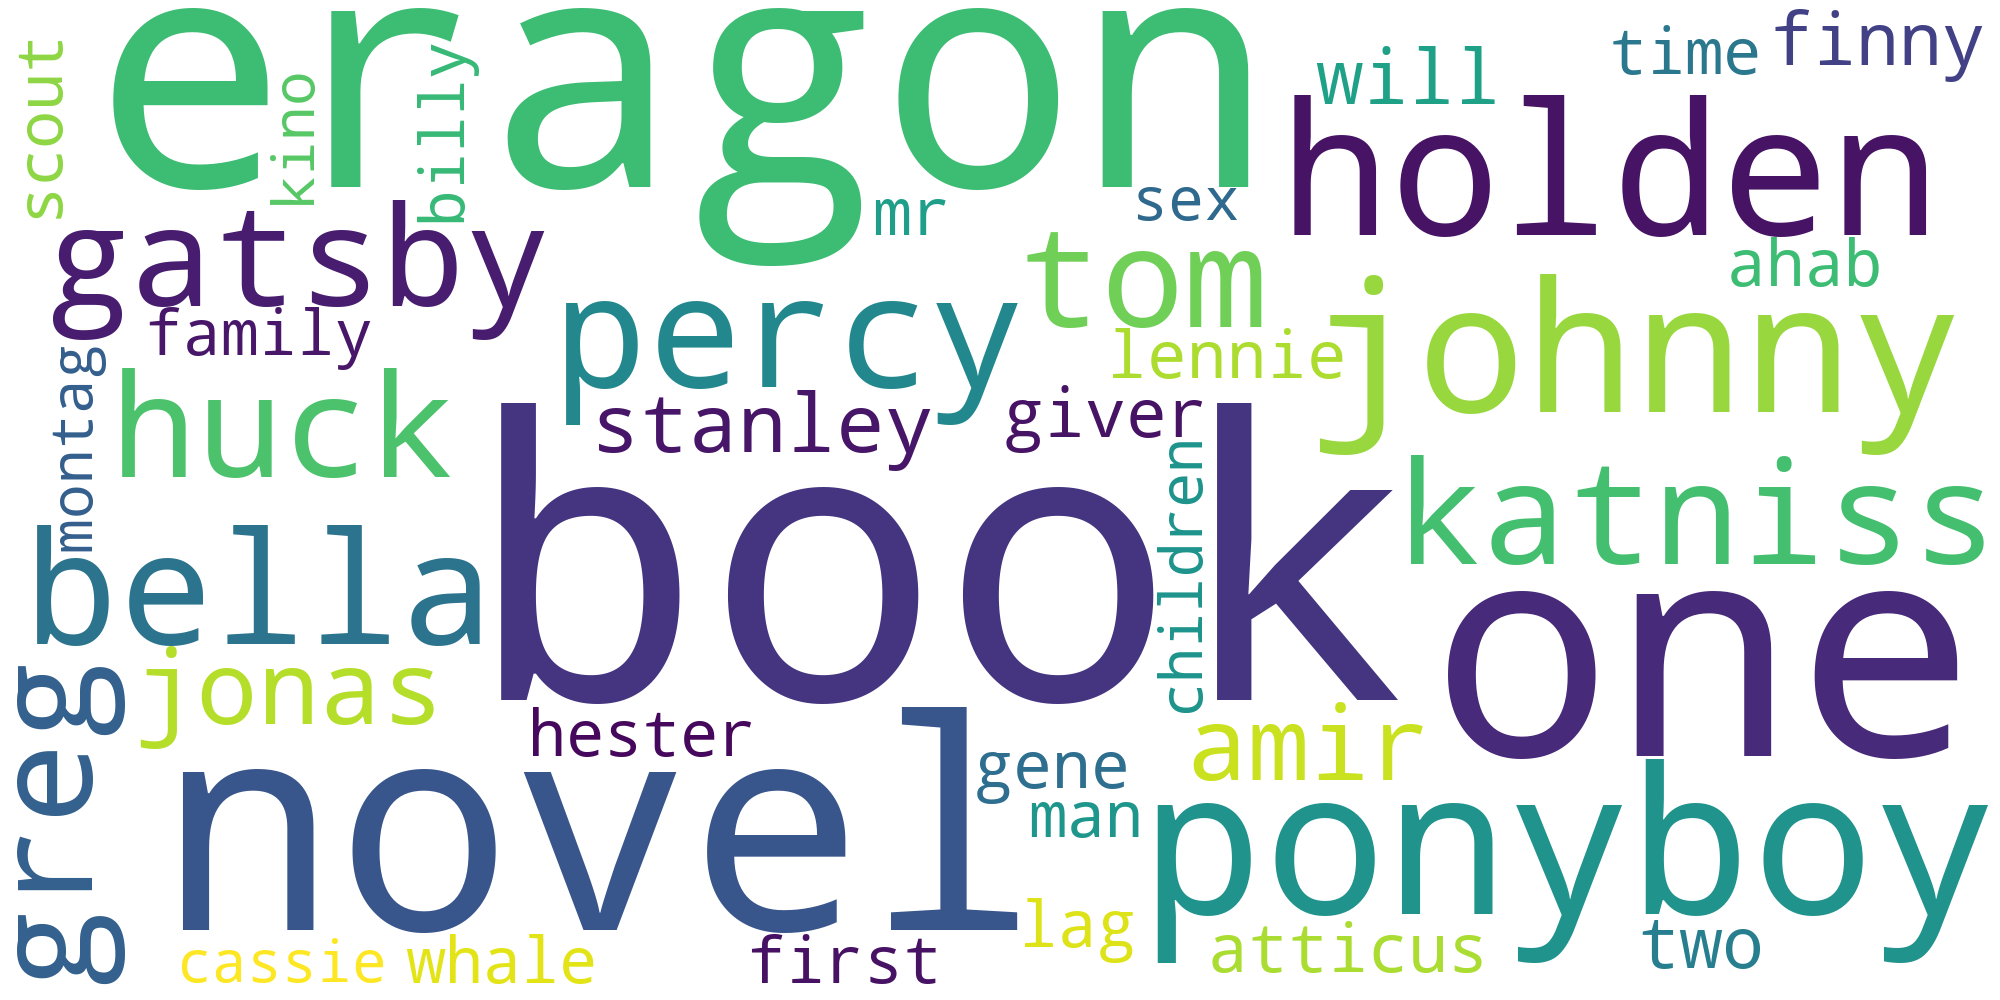 eragon
scout
kino
billy
will
time
finny
holden
mr
sex
gatsby
tom
ahab
family
percy
lennie
johnny
montag
huck
stanley
giver
children
katniss
bella
book
one
greg
jonas
hester
novel
gene
man
amir
ponyboy
lag
cassie
whale
first
atticus
two